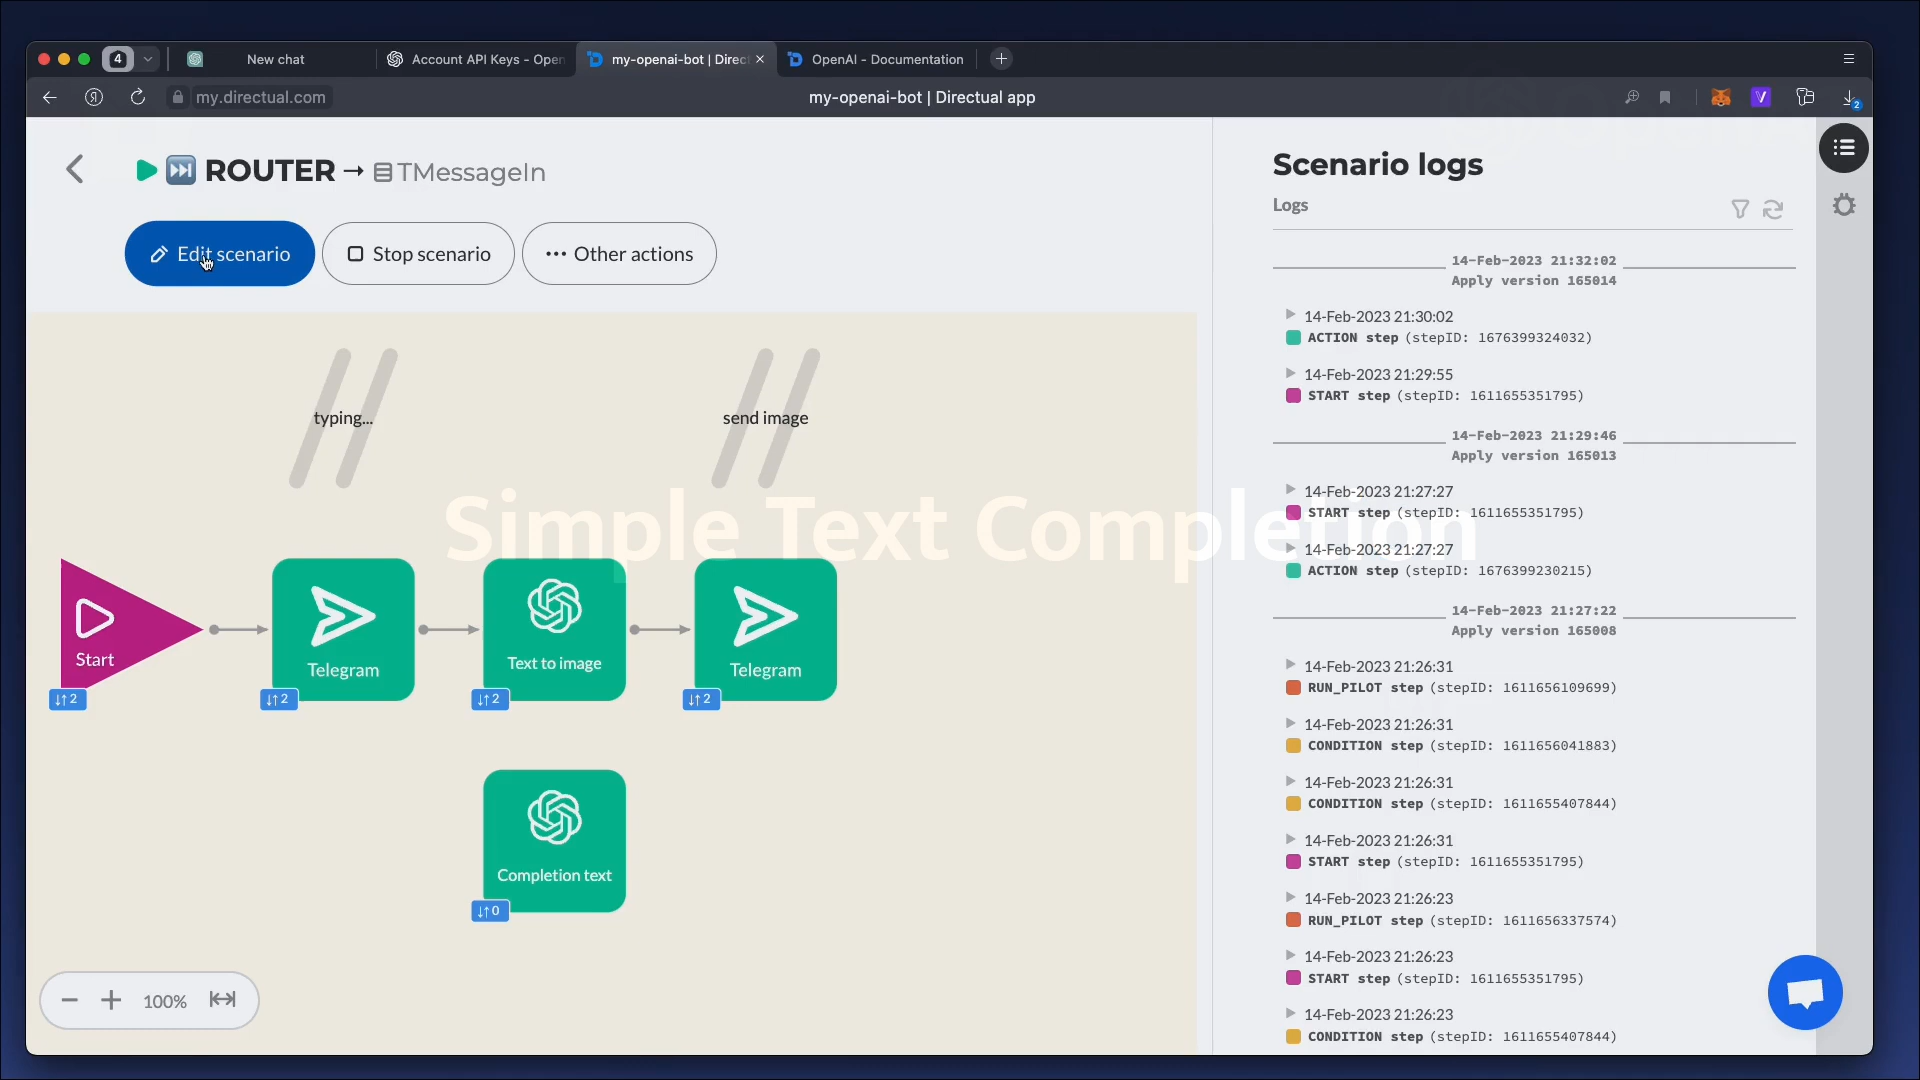 4
New chat
Account API Keys - Open
my-openai-bot | Direct
OpenAI - Documentation
my.directual.com
my-openai-bot | Directual app
2
ROUTER → TMessageIn
Edit scenario
Stop scenario
Other actions
typing...
send image
Simple Text Completion
Start
Telegram
Text to image
Telegram
↓↑ 2
↓↑ 2
↓↑ 2
↓↑ 2
Completion text
↓↑ 0
100%
Scenario logs
Logs
14-Feb-2023 21:32:02
Apply version 165014
14-Feb-2023 21:30:02
ACTION step (stepID: 1676399324032)
14-Feb-2023 21:29:55
START step (stepID: 1611655351795)
14-Feb-2023 21:29:46
Apply version 165013
14-Feb-2023 21:27:27
START step (stepID: 1611655351795)
14-Feb-2023 21:27:27
ACTION step (stepID: 1676399230215)
14-Feb-2023 21:27:22
Apply version 165008
14-Feb-2023 21:26:31
RUN_PILOT step (stepID: 1611656109699)
14-Feb-2023 21:26:31
CONDITION step (stepID: 1611656041883)
14-Feb-2023 21:26:31
CONDITION step (stepID: 1611655407844)
14-Feb-2023 21:26:31
START step (stepID: 1611655351795)
14-Feb-2023 21:26:23
RUN_PILOT step (stepID: 1611656337574)
14-Feb-2023 21:26:23
START step (stepID: 1611655351795)
14-Feb-2023 21:26:23
CONDITION step (stepID: 1611655407844)